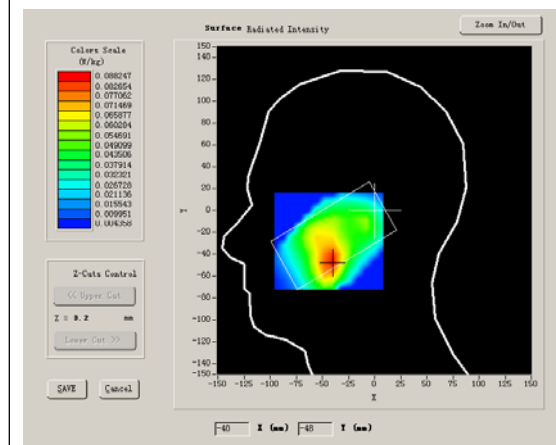 Surface Radiated Intensity
Zoom In/Out
Colors Scale
(W/kg)
0.088247
0.082654
0.077062
0.071469
0.065877
0.060284
0.054691
0.049099
0.043506
0.037914
0.032321
0.026728
0.021136
0.015543
0.009951
0.004358
Z-Cuts Control
<< Upper Cut
Z = 3.2 mm
Lower Cut >>
SAVE
Cancel
150
140
120
100
80
60
40
20
0
-20
-40
-60
-80
-100
-120
-140
-150
Y
-150 -125 -100 -75 -50 -25 0 25 50 75 100 125 150
X
-40 X (mm) -48 Y (mm)